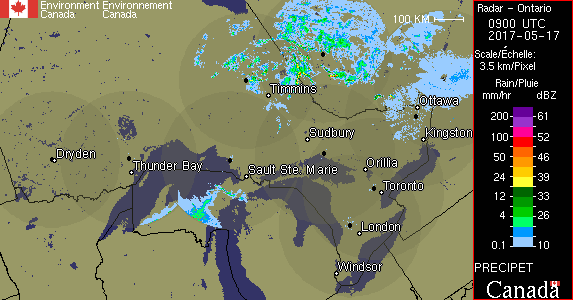 Environment Environnement
Canada Canada
100 KM
Timmins
Ottawa
Sudbury
Kingston
Dryden
Thunder Bay
Sault Ste. Marie
Orillia
Toronto
London
Windsor
Radar - Ontario
0900 UTC
2017-05-17
Scale/Échelle:
3.5 km/Pixel
Rain/Pluie
mm/hr dBZ
200 61
100 52
50 46
24 39
12 33
4 26
0.1 10
PRECIPET
Canada